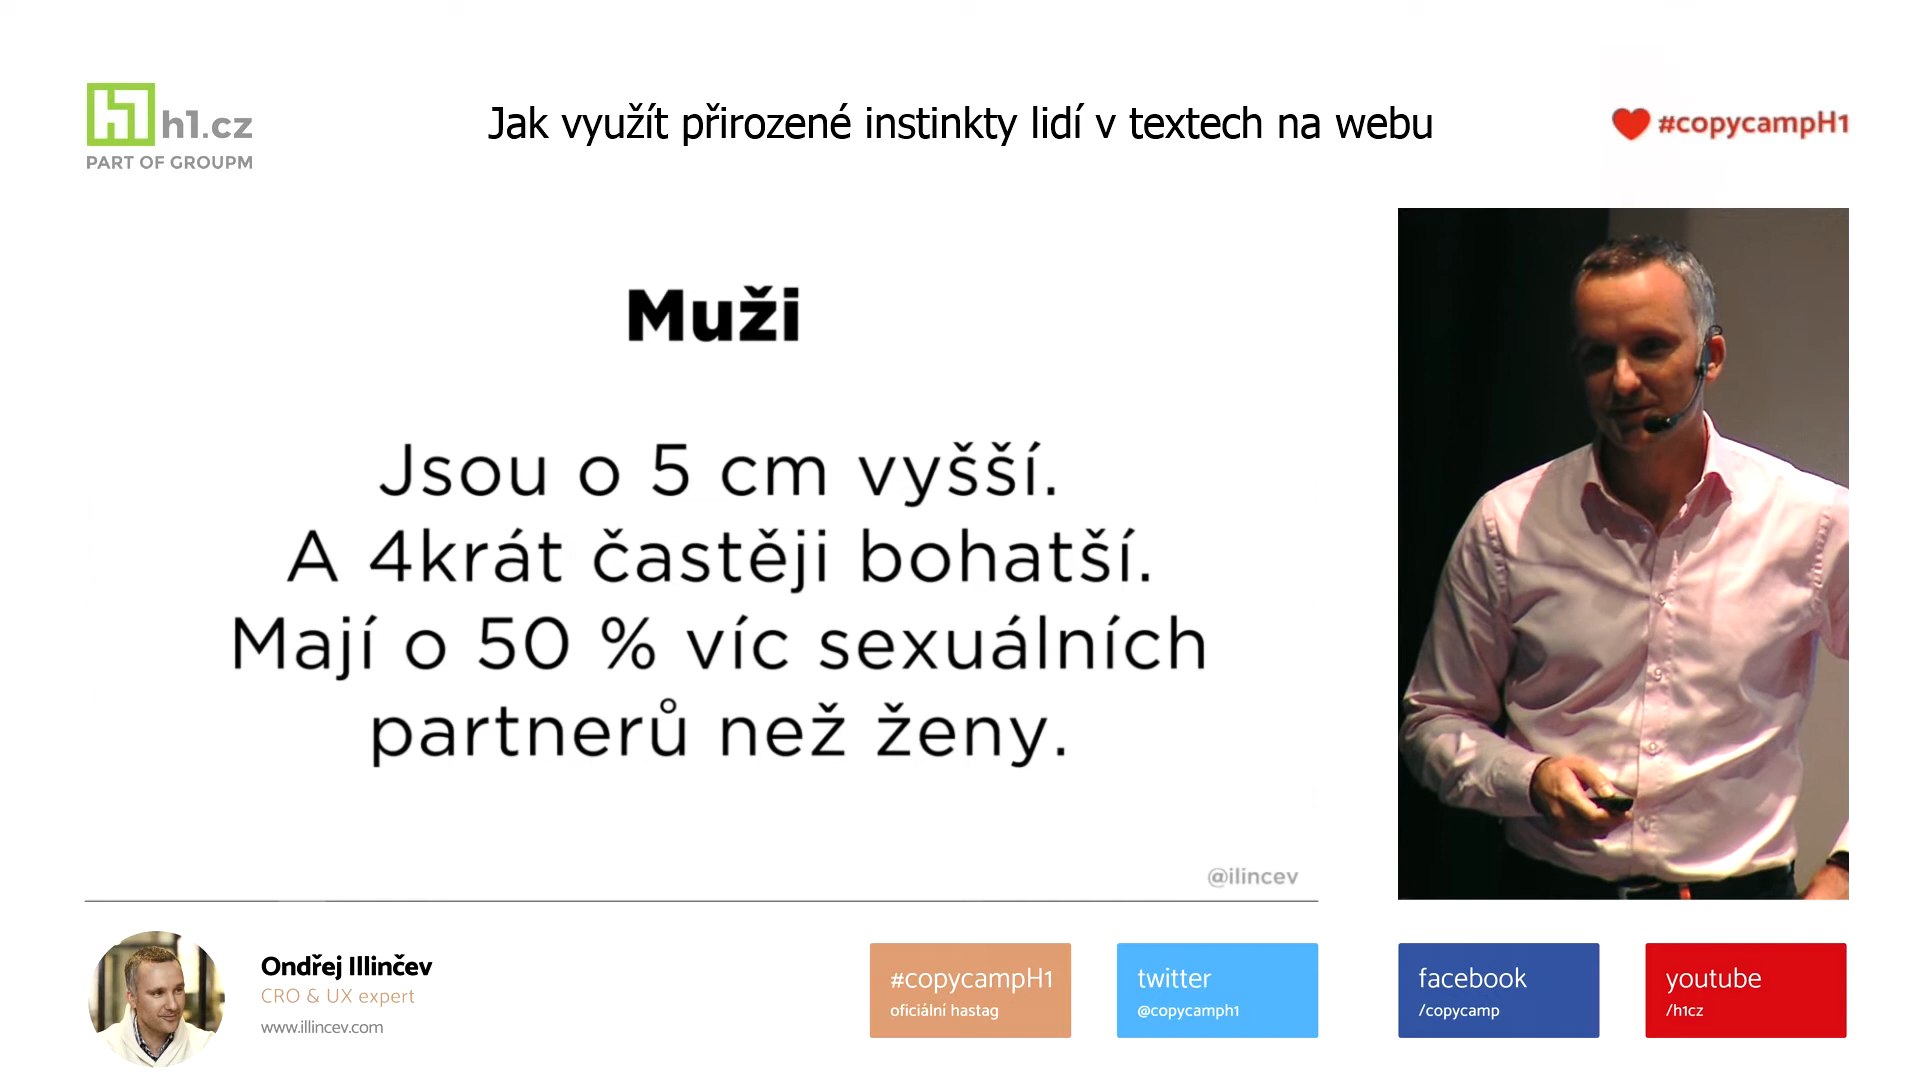 h1.cz
PART OF GROUPM
Jak využít přirozené instinkty lidí v textech na webu
#copycampH1
Muži
Jsou o 5 cm vyšší.
A 4krát častěji bohatší.
Mají o 50 % víc sexuálních
partnerů než ženy.
@ilincev
Ondřej Illinčev
CRO & UX expert
www.illincev.com
#copycampH1
oficiální hastag
twitter
@copycamph1
facebook
/copycamp
youtube
/h1cz